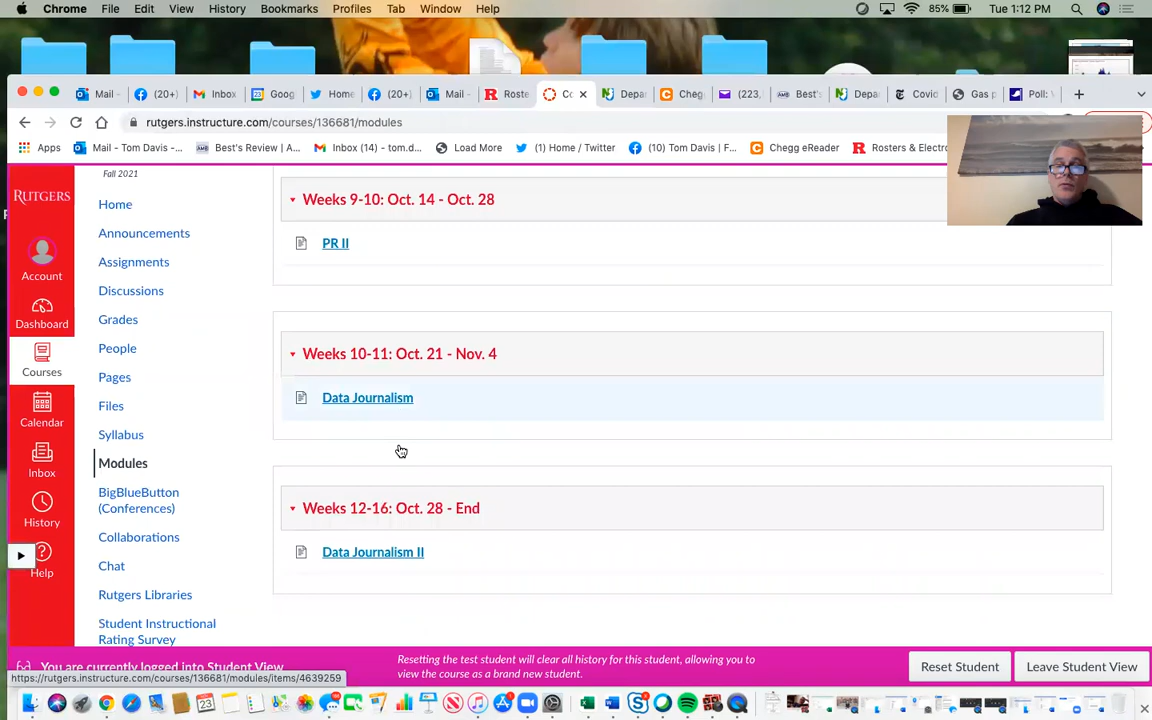 Chrome File Edit View History Bookmarks Profiles Tab Window Help
85% Tue 1:12 PM
Mail - (20+) Inbox Goog Home (20+) Mail - Roste Co Depa Cheg (223, Best's Depa Covid Gas p Poll:
rutgers.instructure.com/courses/136681/modules
Apps Mail - Tom Davis -... Best's Review | A... Inbox (14) - tom.d... Load More (1) Home / Twitter (10) Tom Davis | F... Chegg eReader Rosters & Electro
RUTGERS
Account
Dashboard
Courses
Calendar
Inbox
History
Help
Fall 2021
Home
Announcements
Assignments
Discussions
Grades
People
Pages
Files
Syllabus
Modules
BigBlueButton
(Conferences)
Collaborations
Chat
Rutgers Libraries
Student Instructional
Rating Survey
Weeks 9-10: Oct. 14 - Oct. 28
PR II
Weeks 10-11: Oct. 21 - Nov. 4
Data Journalism
Weeks 12-16: Oct. 28 - End
Data Journalism II
You are currently logged into Student View
Resetting the test student will clear all history for this student, allowing you to
view the course as a brand new student.
Reset Student
Leave Student View
https://rutgers.instructure.com/courses/136681/modules/items/4639259